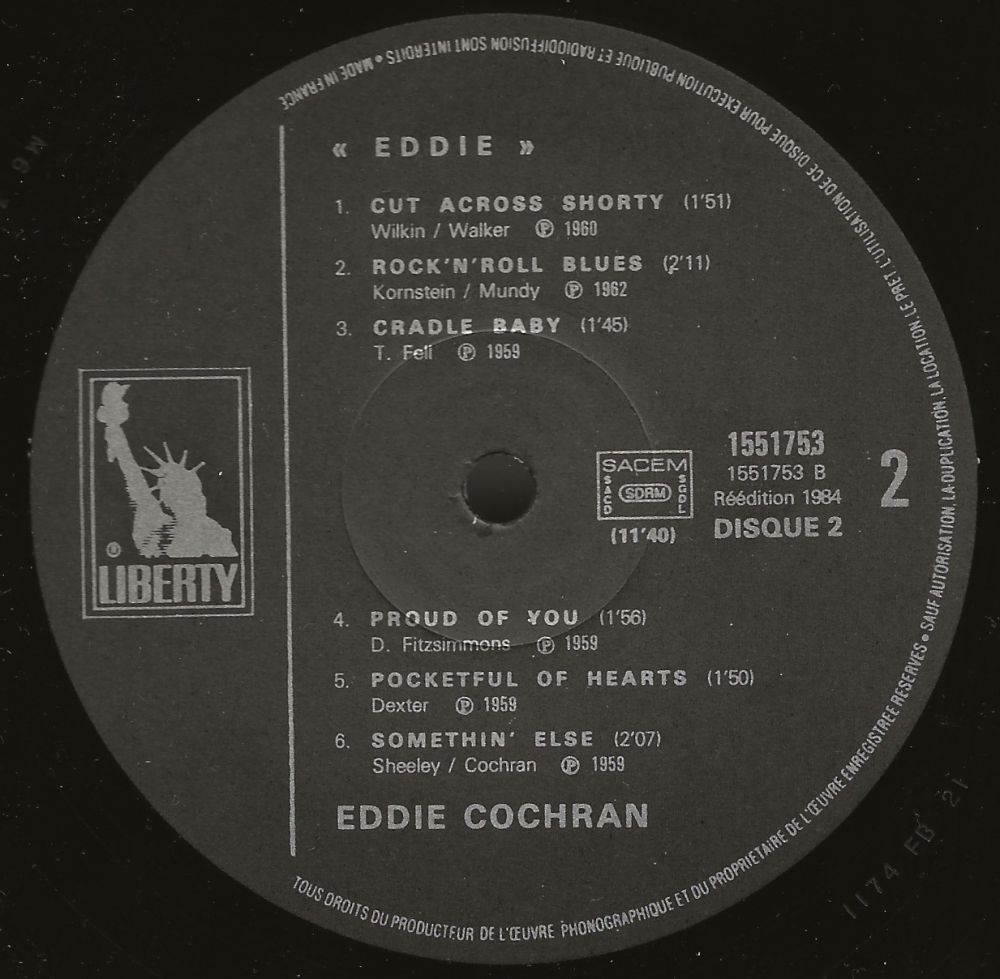 « EDDIE »
1. CUT ACROSS SHORTY (1'51)
Wilkin / Walker Ⓟ 1960
2. ROCK'N'ROLL BLUES (2'11)
Kornstein / Mundy Ⓟ 1962
3. CRADLE BABY (1'45)
T. Fell Ⓟ 1959
SACEM
SACD
SDRM
SGDL
(11'40)
1551753
1551753 B
Réédition 1984
DISQUE 2
2
® LIBERTY
4. PROUD OF YOU (1'56)
D. Fitzsimmons Ⓟ 1959
5. POCKETFUL OF HEARTS (1'50)
Dexter Ⓟ 1959
6. SOMETHIN' ELSE (2'07)
Sheeley / Cochran Ⓟ 1959
EDDIE COCHRAN
TOUS DROITS DU PRODUCTEUR DE L'ŒUVRE PHONOGRAPHIQUE ET DU PROPRIETAIRE DE L'ŒUVRE ENREGISTREE RESERVES • SAUF AUTORISATION, LA DUPLICATION, LA LOCATION, LE PRET, L'UTILISATION DE CE DISQUE POUR EXECUTION PUBLIQUE ET RADIODIFFUSION SONT INTERDITS • MADE IN FRANCE
1174 FB 21